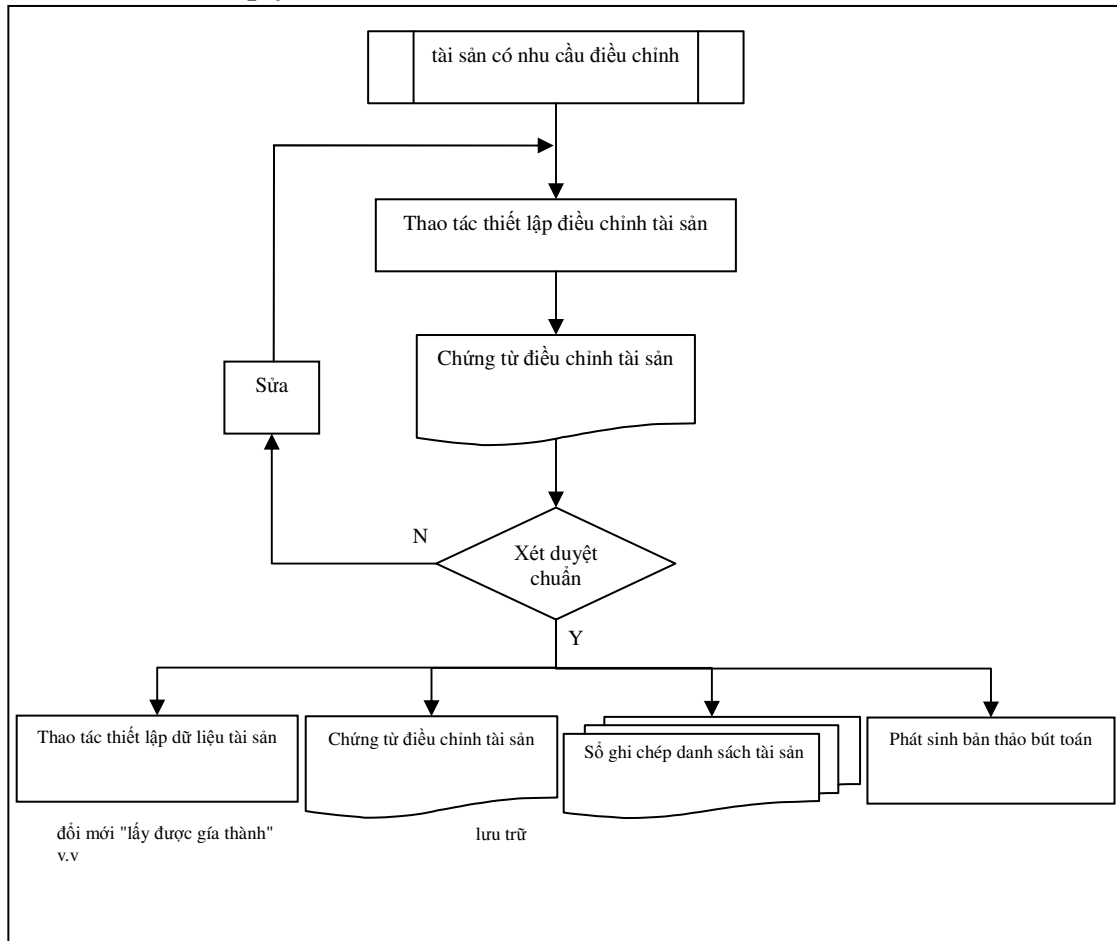 tài sản có nhu cầu điều chỉnh
Thao tác thiết lập điều chỉnh tài sản
Chứng từ điều chỉnh tài sản
Sửa
N
Xét duyệt
chuẩn
Y
Thao tác thiết lập dữ liệu tài sản
Chứng từ điều chỉnh tài sản
Sổ ghi chép danh sách tài sản
Phát sinh bản thảo bút toán
đổi mới "lấy được gía thành"
v.v
lưu trữ